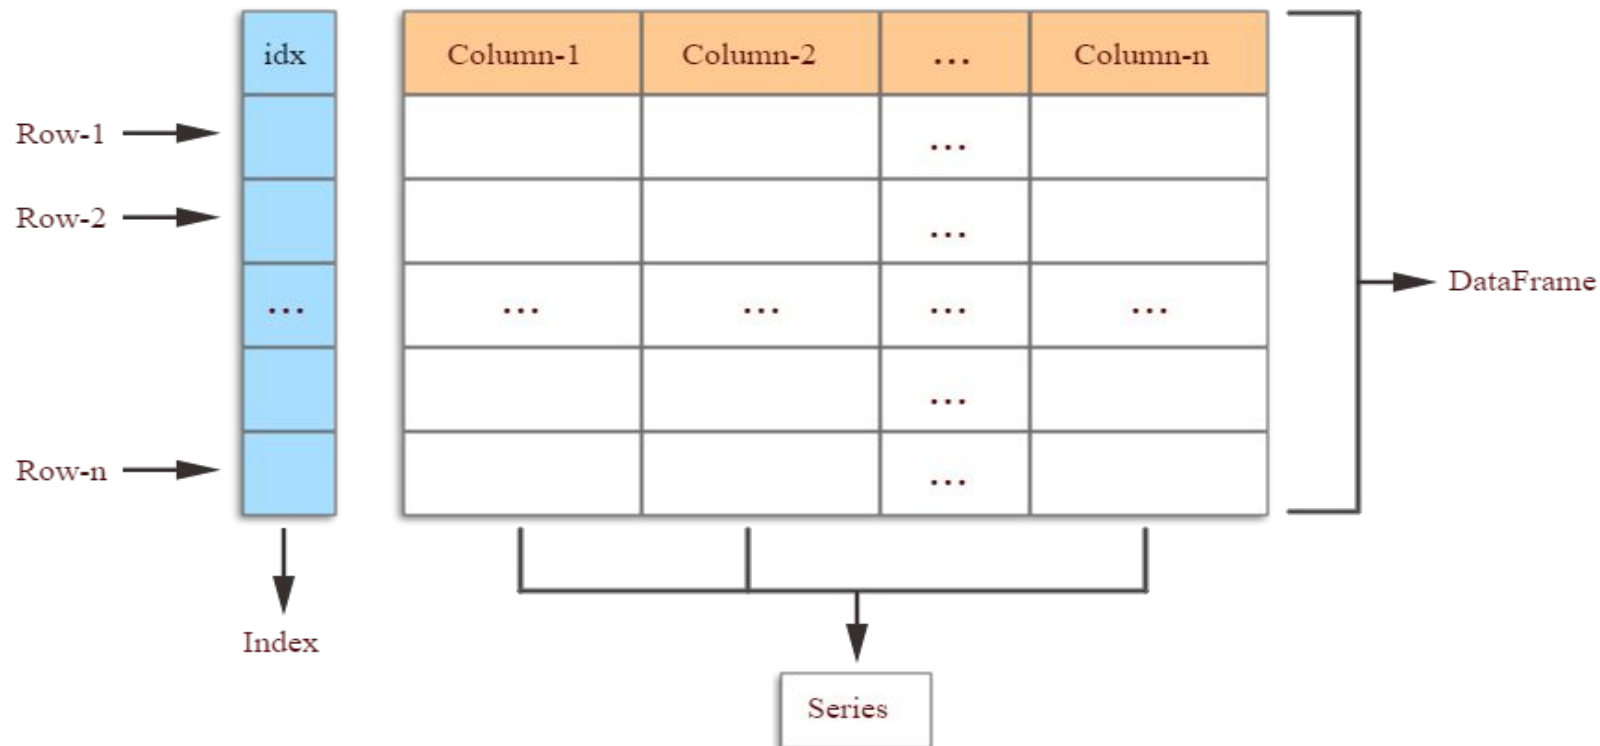 idx Column-1 Column-2 ... Column-n
Row-1 ...
Row-2 ...
... ... ... ... ...
...
Row-n ...
DataFrame
Index
Series